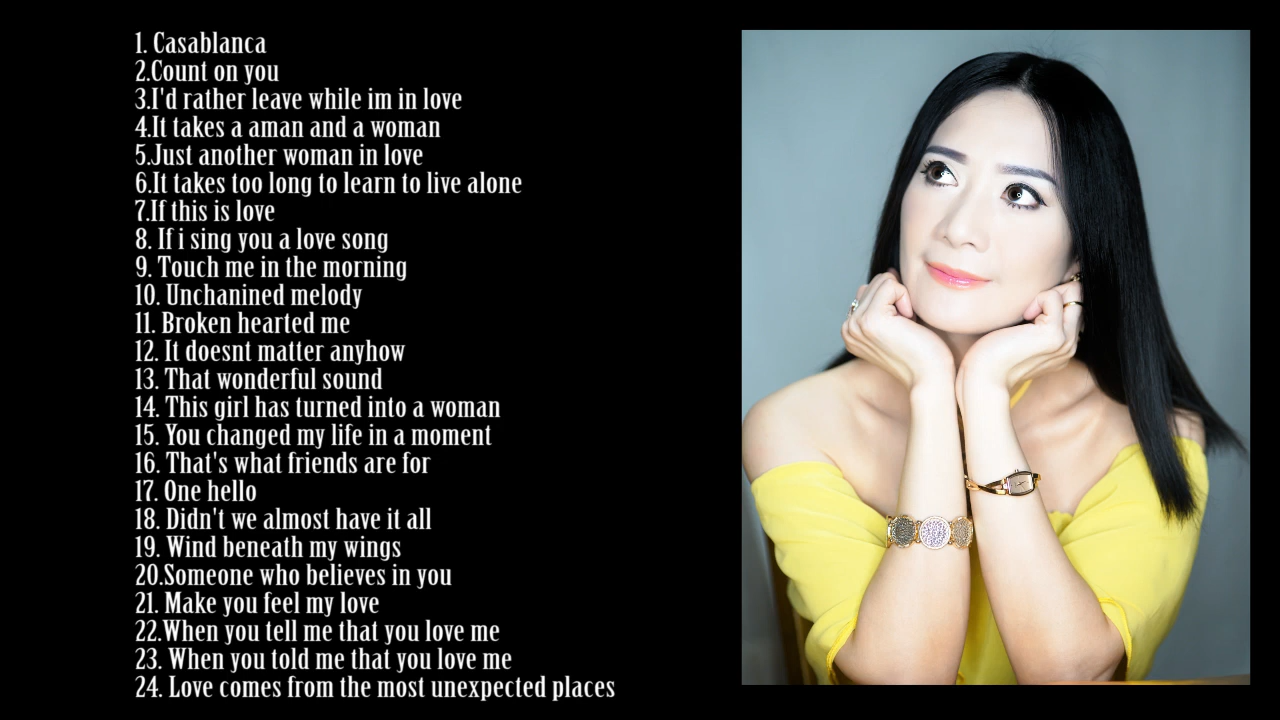 1. Casablanca
2.Count on you
3.I'd rather leave while im in love
4.It takes a aman and a woman
5.Just another woman in love
6.It takes too long to learn to live alone
7.If this is love
8. If i sing you a love song
9. Touch me in the morning
10. Unchanined melody
11. Broken hearted me
12. It doesnt matter anyhow
13. That wonderful sound
14. This girl has turned into a woman
15. You changed my life in a moment
16. That's what friends are for
17. One hello
18. Didn't we almost have it all
19. Wind beneath my wings
20.Someone who believes in you
21. Make you feel my love
22.When you tell me that you love me
23. When you told me that you love me
24. Love comes from the most unexpected places